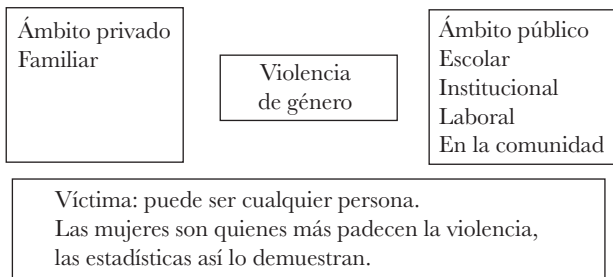 Ámbito privado
Familiar
Violencia
de género
Ámbito público
Escolar
Institucional
Laboral
En la comunidad
Víctima: puede ser cualquier persona.
Las mujeres son quienes más padecen la violencia,
las estadísticas así lo demuestran.